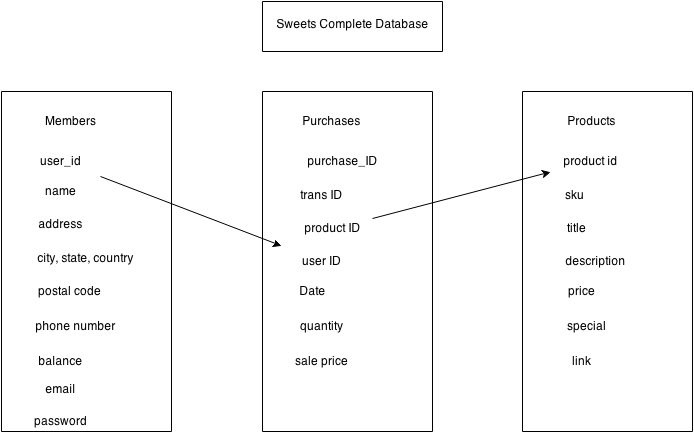 Sweets Complete Database
Members
user_id
name
address
city, state, country
postal code
phone number
balance
email
password
Purchases
purchase_ID
trans ID
product ID
user ID
Date
quantity
sale price
Products
product id
sku
title
description
price
special
link